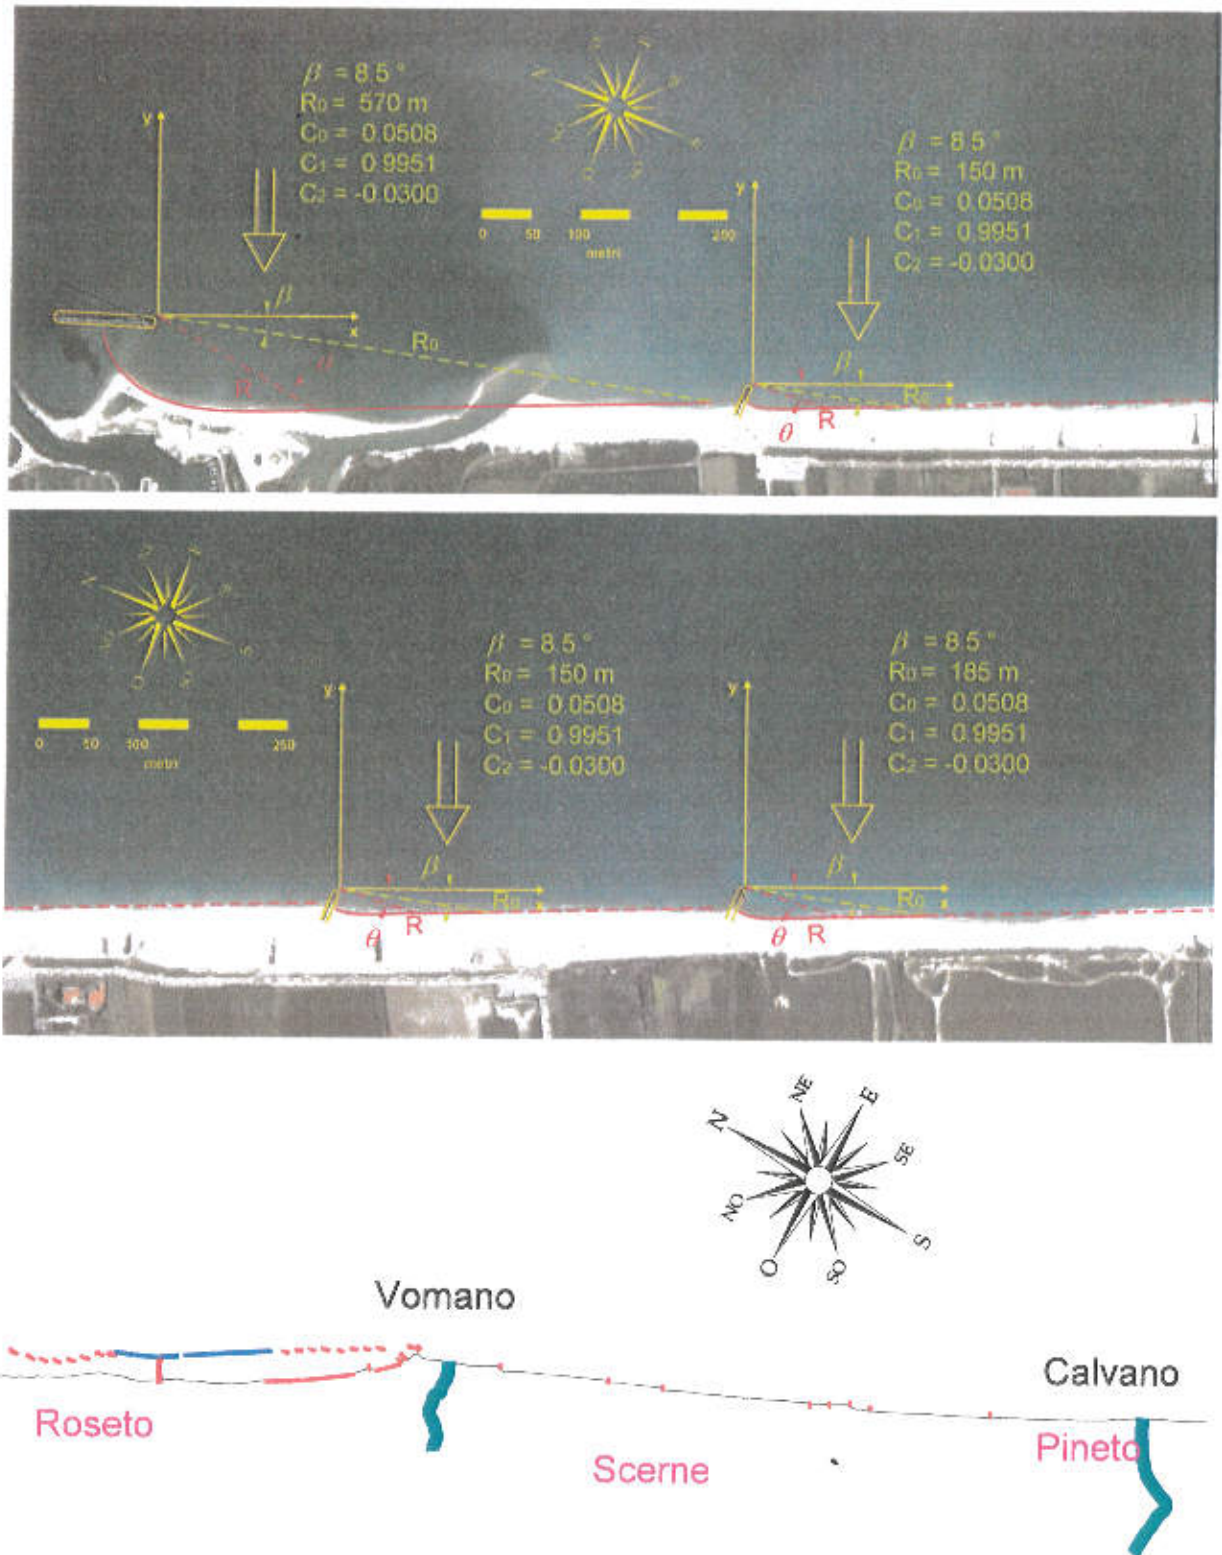 β = 8.5 °
R0 = 570 m
C0 = 0.0508
C1 = 0.9951
C2 = -0.0300
y
β
x
R0
R
θ
0 50 100 200
metri
β = 8.5 °
R0 = 150 m
C0 = 0.0508
C1 = 0.9951
C2 = -0.0300
y
β
R0
x
R
θ
0 50 100 250
metri
β = 8.5 °
R0 = 150 m
C0 = 0.0508
C1 = 0.9951
C2 = -0.0300
y
β
R0
x
R
θ
β = 8.5 °
R0 = 185 m
C0 = 0.0508
C1 = 0.9951
C2 = -0.0300
y
β
R0
x
R
θ
N NE E SE S SO O NO
Vomano
Calvano
Roseto
Scerne
Pineto